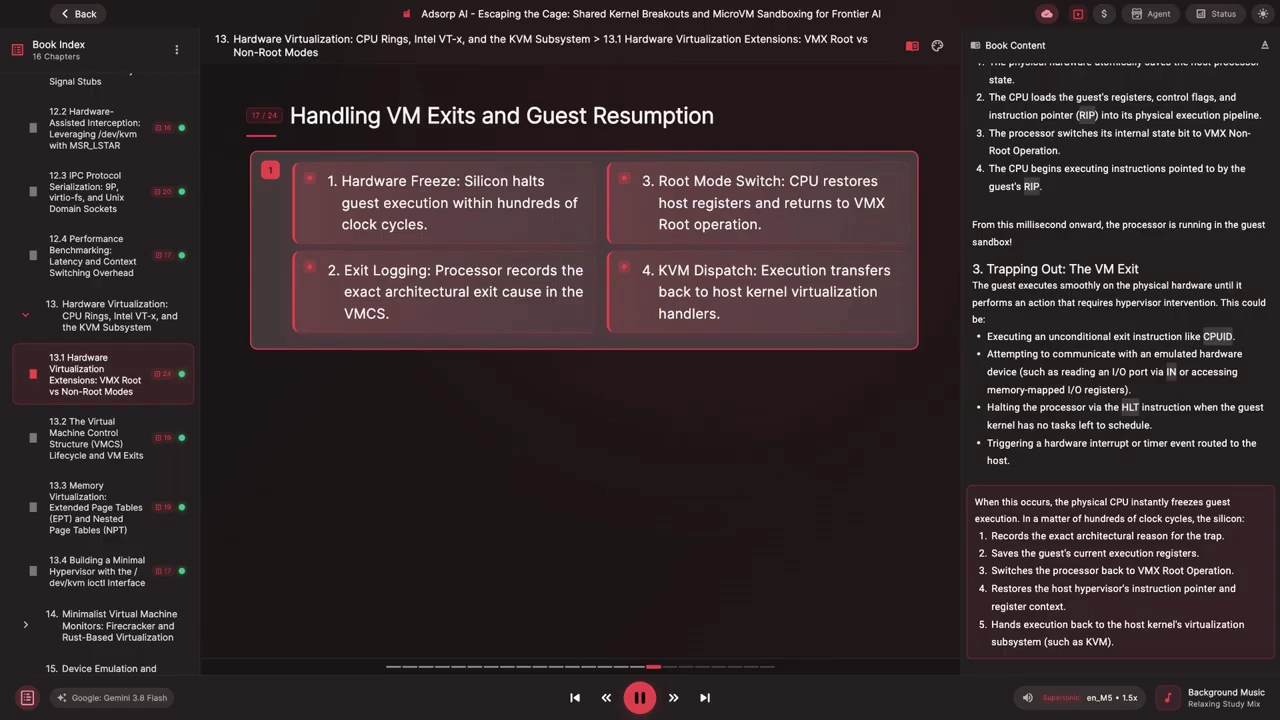 Back
Adsorp AI - Escaping the Cage: Shared Kernel Breakouts and MicroVM Sandboxing for Frontier AI
$
Agent
Status
Book Index
16 Chapters
Signal Stubs
12.2 Hardware-
Assisted Interception:
Leveraging /dev/kvm
with MSR_LSTAR
16
12.3 IPC Protocol
Serialization: 9P,
virtio-fs, and Unix
Domain Sockets
20
12.4 Performance
Benchmarking:
Latency and Context
Switching Overhead
17
13. Hardware Virtualization:
CPU Rings, Intel VT-x, and
the KVM Subsystem
13.1 Hardware
Virtualization
Extensions: VMX Root
vs Non-Root Modes
24
13.2 The Virtual
Machine Control
Structure (VMCS)
Lifecycle and VM Exits
19
13.3 Memory
Virtualization:
Extended Page Tables
(EPT) and Nested
Page Tables (NPT)
19
13.4 Building a Minimal
Hypervisor with the /
dev/kvm ioctl Interface
17
14. Minimalist Virtual Machine
Monitors: Firecracker and
Rust-Based Virtualization
15. Device Emulation and
13. Hardware Virtualization: CPU Rings, Intel VT-x, and the KVM Subsystem > 13.1 Hardware Virtualization Extensions: VMX Root vs
Non-Root Modes
17 / 24
Handling VM Exits and Guest Resumption
1
1. Hardware Freeze: Silicon halts
guest execution within hundreds of
clock cycles.
2. Exit Logging: Processor records the
exact architectural exit cause in the
VMCS.
3. Root Mode Switch: CPU restores
host registers and returns to VMX
Root operation.
4. KVM Dispatch: Execution transfers
back to host kernel virtualization
handlers.
Book Content
1. The physical hardware atomically saves the host processor
state.
2. The CPU loads the guest's registers, control flags, and
instruction pointer (RIP) into its physical execution pipeline.
3. The processor switches its internal state bit to VMX Non-
Root Operation.
4. The CPU begins executing instructions pointed to by the
guest's RIP.
From this millisecond onward, the processor is running in the guest
sandbox!
3. Trapping Out: The VM Exit
The guest executes smoothly on the physical hardware until it
performs an action that requires hypervisor intervention. This could
be:
• Executing an unconditional exit instruction like CPUID.
• Attempting to communicate with an emulated hardware
device (such as reading an I/O port via IN or accessing
memory-mapped I/O registers).
• Halting the processor via the HLT instruction when the guest
kernel has no tasks left to schedule.
• Triggering a hardware interrupt or timer event routed to the
host.
When this occurs, the physical CPU instantly freezes guest
execution. In a matter of hundreds of clock cycles, the silicon:
1. Records the exact architectural reason for the trap.
2. Saves the guest's current execution registers.
3. Switches the processor back to VMX Root Operation.
4. Restores the host hypervisor's instruction pointer and
register context.
5. Hands execution back to the host kernel's virtualization
subsystem (such as KVM).
Google: Gemini 3.8 Flash
Supertonic en_M5 • 1.5x
Background Music
Relaxing Study Mix